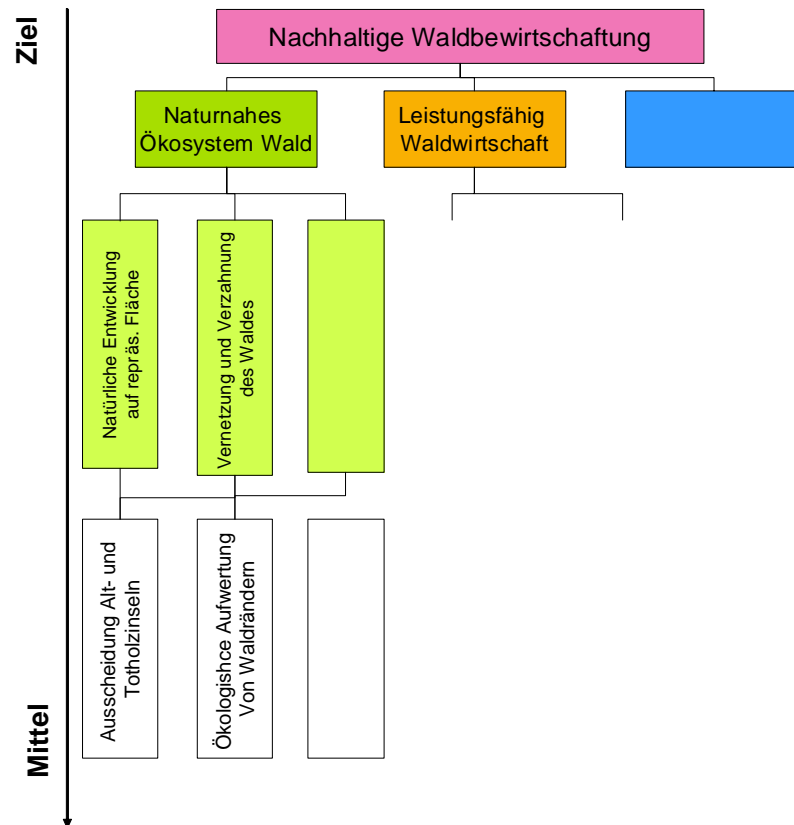 Ziel
Nachhaltige Waldbewirtschaftung
Naturnahes
Ökosystem Wald
Leistungsfähig
Waldwirtschaft
Natürliche Entwicklung
auf repräs. Fläche
Vernetzung und Verzahnung
des Waldes
Ausscheidung Alt- und
Totholzinseln
Ökologishce Aufwertung
Von Waldrändern
Mittel